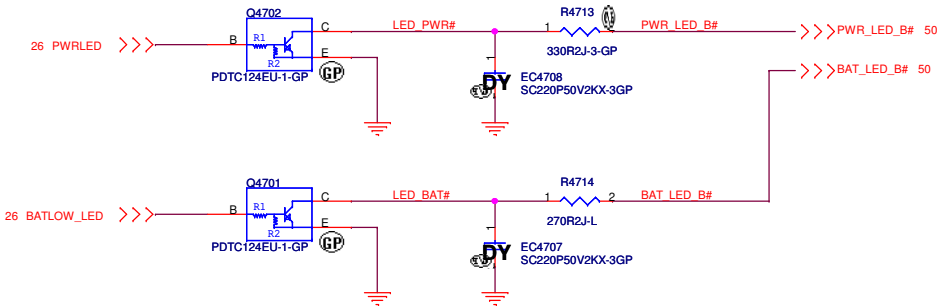 Q4702
R4713
LED_PWR#
1
PWR_LED_B#
PWR_LED_B# 50
26 PWRLED
B
R1
R2
C
E
GP
PDTC124EU-1-GP
330R2J-3-GP
BAT_LED_B# 50
1
DY
EC4708
SC220P50V2KX-3GP
Q4701
R4714
LED_BAT#
1
2
BAT_LED_B#
26 BATLOW_LED
B
R1
R2
C
E
GP
PDTC124EU-1-GP
270R2J-L
1
DY
EC4707
SC220P50V2KX-3GP